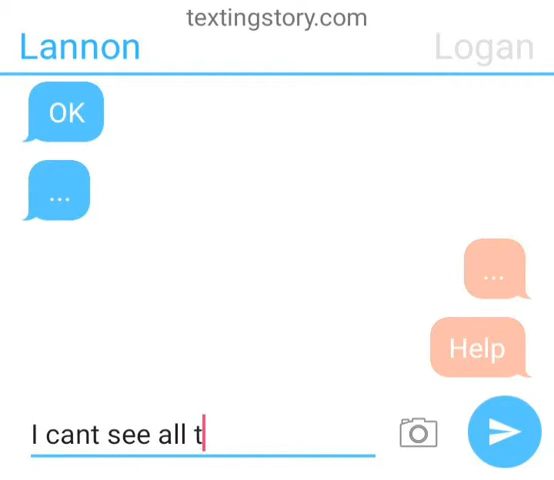 textingstory.com
Lannon
Logan
OK
...
...
Help
I cant see all t